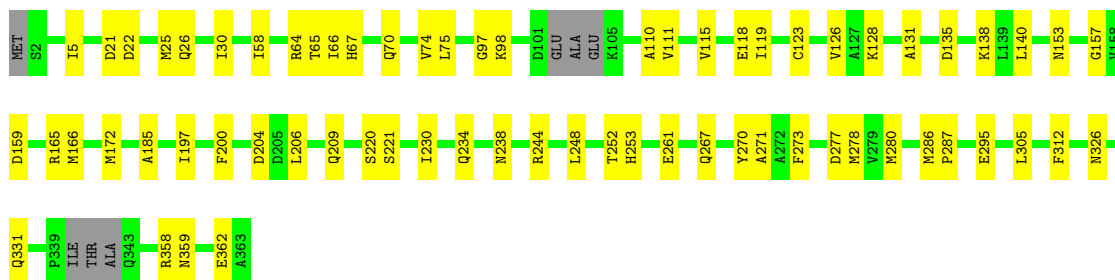 MET S2 I5 D21 D22 M25 Q26 I30 I58 R64 T65 I66 H67 Q70 V74 L75 G97 K98 D101 GLU ALA GLU K105 A110 V111 V115 E118 I119 C123 V126 A127 K128 A131 D135 K138 L139 L140 N153 G157 V158
D159 R165 M166 M172 A185 I197 F200 D204 D205 L206 Q209 S220 S221 I230 Q234 N238 R244 L248 T252 H253 E261 Q267 Y270 A271 A272 F273 D277 M278 V279 M280 M286 P287 E295 L305 F312 N326
Q331 P339 ILE THR ALA Q343 R358 N359 E362 A363